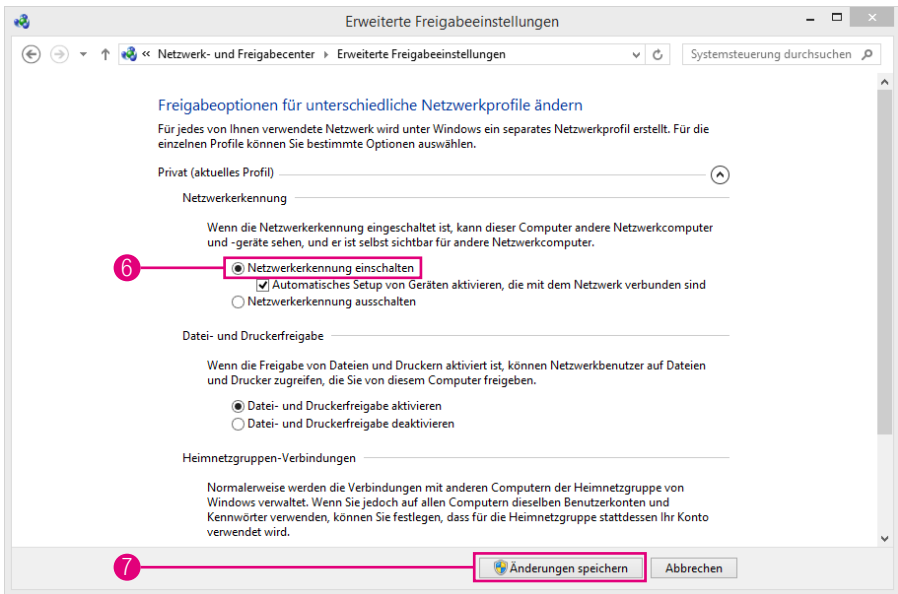 Erweiterte Freigabeeinstellungen
« Netzwerk- und Freigabecenter Erweiterte Freigabeeinstellungen Systemsteuerung durchsuchen
Freigabeoptionen für unterschiedliche Netzwerkprofile ändern
Für jedes von Ihnen verwendete Netzwerk wird unter Windows ein separates Netzwerkprofil erstellt. Für die
einzelnen Profile können Sie bestimmte Optionen auswählen.
Privat (aktuelles Profil)
Netzwerkerkennung
Wenn die Netzwerkerkennung eingeschaltet ist, kann dieser Computer andere Netzwerkcomputer
und -geräte sehen, und er ist selbst sichtbar für andere Netzwerkcomputer.
6 Netzwerkerkennung einschalten
Automatisches Setup von Geräten aktivieren, die mit dem Netzwerk verbunden sind
Netzwerkerkennung ausschalten
Datei- und Druckerfreigabe
Wenn die Freigabe von Dateien und Druckern aktiviert ist, können Netzwerkbenutzer auf Dateien
und Drucker zugreifen, die Sie von diesem Computer freigeben.
Datei- und Druckerfreigabe aktivieren
Datei- und Druckerfreigabe deaktivieren
Heimnetzgruppen-Verbindungen
Normalerweise werden die Verbindungen mit anderen Computern der Heimnetzgruppe von
Windows verwaltet. Wenn Sie jedoch auf allen Computern dieselben Benutzerkonten und
Kennwörter verwenden, können Sie festlegen, dass für die Heimnetzgruppe stattdessen Ihr Konto
verwendet wird.
7 Änderungen speichern Abbrechen